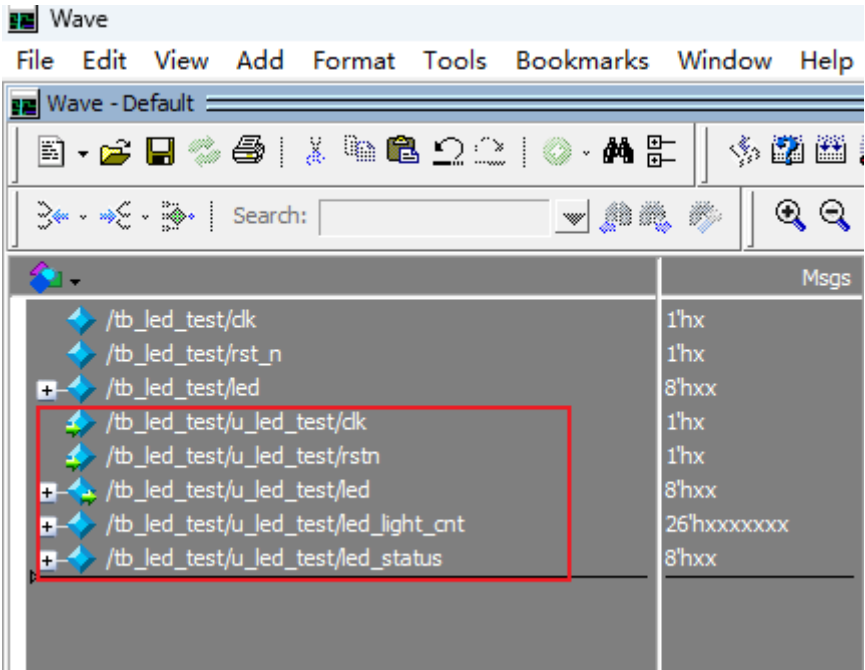 Wave
File Edit View Add Format Tools Bookmarks Window Help
Wave - Default
Search:
Msgs
/tb_led_test/clk 1'hx
/tb_led_test/rst_n 1'hx
/tb_led_test/led 8'hxx
/tb_led_test/u_led_test/clk 1'hx
/tb_led_test/u_led_test/rstn 1'hx
/tb_led_test/u_led_test/led 8'hxx
/tb_led_test/u_led_test/led_light_cnt 26'hxxxxxxx
/tb_led_test/u_led_test/led_status 8'hxx